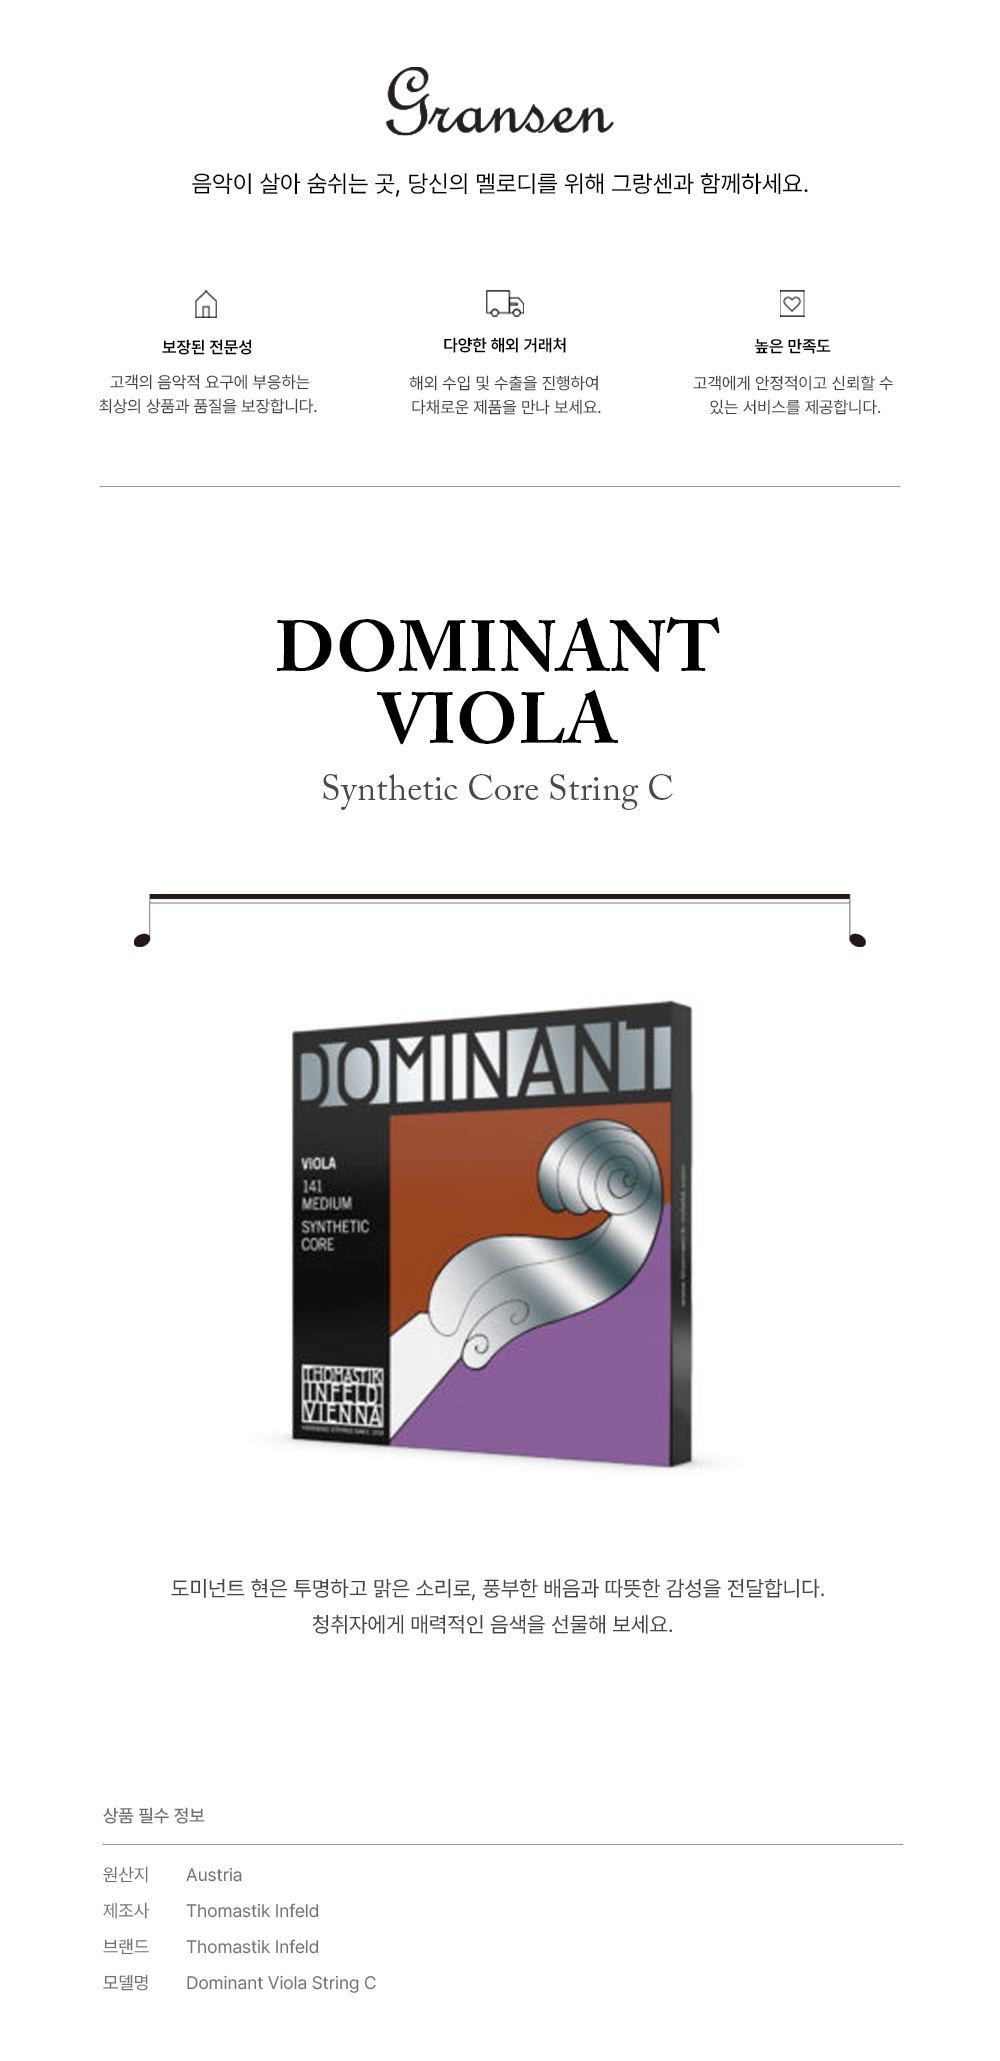 Gransen
음악이 살아 숨쉬는 곳, 당신의 멜로디를 위해 그랑센과 함께하세요.
보장된 전문성
고객의 음악적 요구에 부응하는
최상의 상품과 품질을 보장합니다.
다양한 해외 거래처
해외 수입 및 수출을 진행하여
다채로운 제품을 만나 보세요.
높은 만족도
고객에게 안정적이고 신뢰할 수
있는 서비스를 제공합니다.
DOMINANT
VIOLA
Synthetic Core String C
DOMINANT
VIOLA
141
MEDIUM
SYNTHETIC
CORE
THOMASTIK
INFELD
VIENNA
도미넌트 현은 투명하고 맑은 소리로, 풍부한 배음과 따뜻한 감성을 전달합니다.
청취자에게 매력적인 음색을 선물해 보세요.
상품 필수 정보
원산지 Austria
제조사 Thomastik Infeld
브랜드 Thomastik Infeld
모델명 Dominant Viola String C